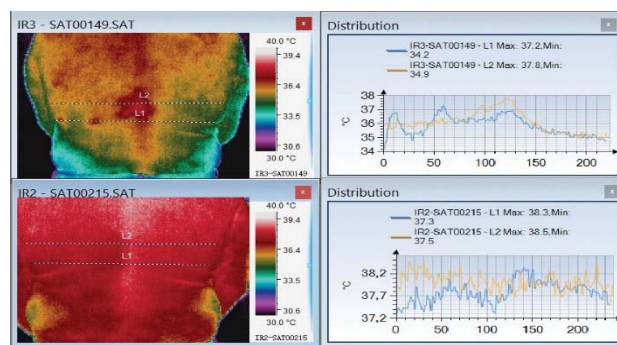 IR3 - SAT00149.SAT
L2
L1
40.0 °C
39.4
36.4
33.5
30.6
30.0 °C
IR3-SAT00149
Distribution
IR3-SAT00149 - L1 Max: 37.2,Min:
34.2
IR3-SAT00149 - L2 Max: 37.8,Min:
34.9
°C
38
37
36
35
34
0 50 100 150 200
IR2 - SAT00215.SAT
L2
L1
40.0 °C
39.4
36.4
33.5
30.6
30.0 °C
IR2-SAT00215
Distribution
IR2-SAT00215 - L1 Max: 38.3,Min:
37.3
IR2-SAT00215 - L2 Max: 38.5,Min:
37.5
°C
38,2
37,7
37,2
0 50 100 150 200